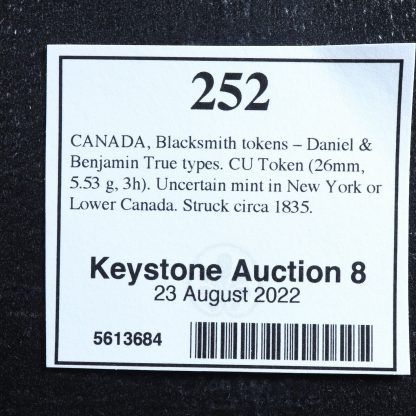 252
CANADA, Blacksmith tokens – Daniel &
Benjamin True types. CU Token (26mm,
5.53 g, 3h). Uncertain mint in New York or
Lower Canada. Struck circa 1835.
Keystone Auction 8
23 August 2022
5613684